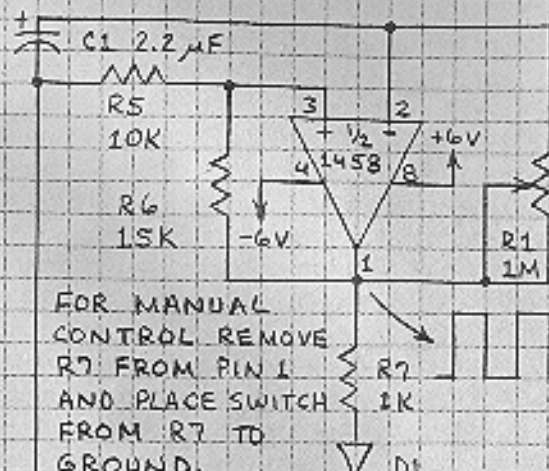 +
C1 2.2 µF
R5
10K
3
2
+ ½ -
1458
+6V
4
8
R6
15K
-6V
R1
1M
1
FOR MANUAL
CONTROL REMOVE
R7 FROM PIN 1
AND PLACE SWITCH
FROM R7 TO
GROUND.
R7
1K
D1